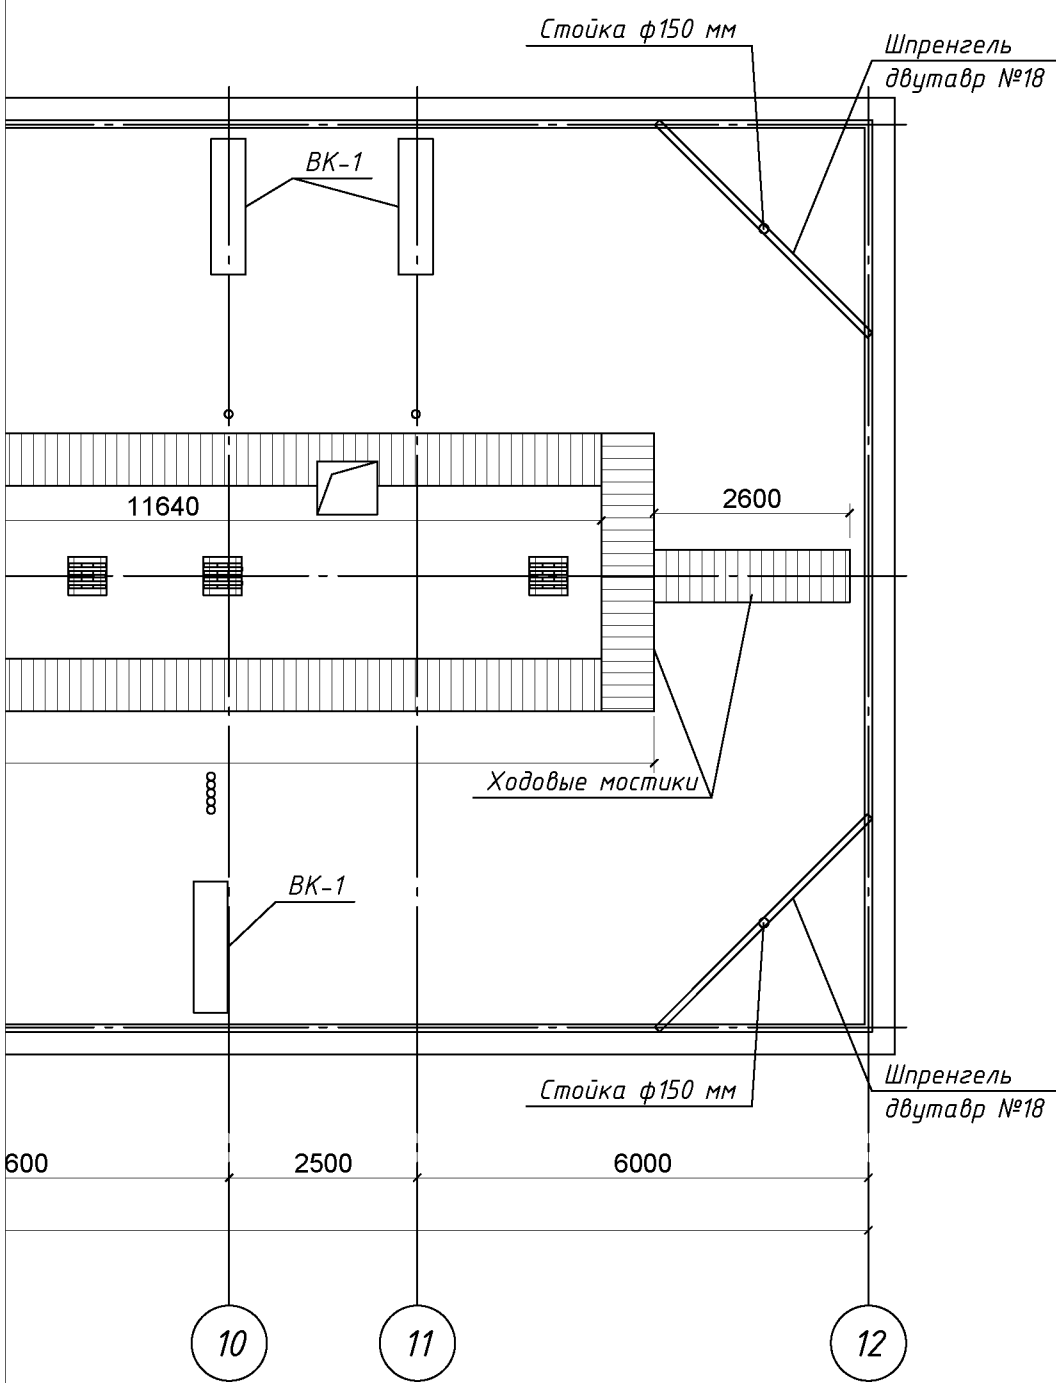 Стойка ф150 мм
Шпренгель
двутавр №18
ВК-1
11640
2600
Ходовые мостики
ВК-1
Стойка ф150 мм
Шпренгель
двутавр №18
600
2500
6000
10
11
12